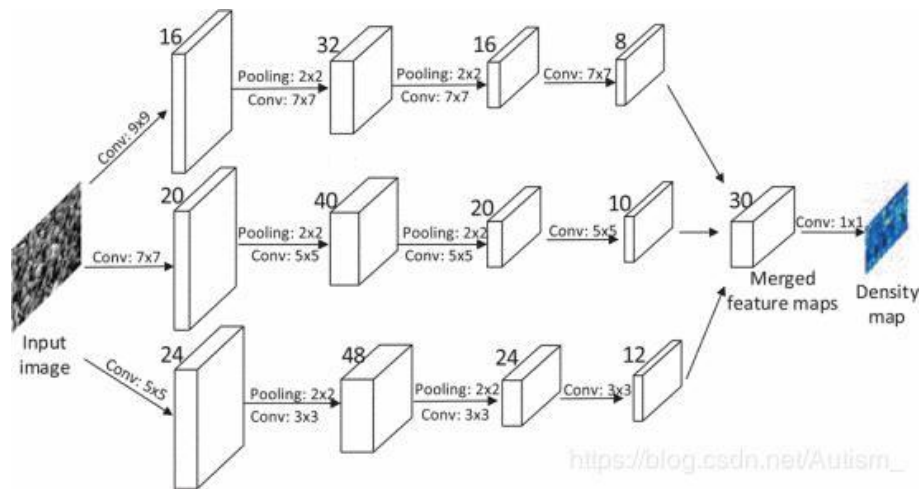 16
32
16
8
Pooling: 2x2
Conv: 7x7
Pooling: 2x2
Conv: 7x7
Conv: 7x7
Conv: 9x9
20
40
20
10
30
Conv: 7x7
Pooling: 2x2
Conv: 5x5
Pooling: 2x2
Conv: 5x5
Conv: 5x5
Conv: 1x1
Merged
feature maps
Density
map
Input
image
24
48
24
12
Conv: 5x5
Pooling: 2x2
Conv: 3x3
Pooling: 2x2
Conv: 3x3
Conv: 3x3
https://blog.csdn.net/Autism_